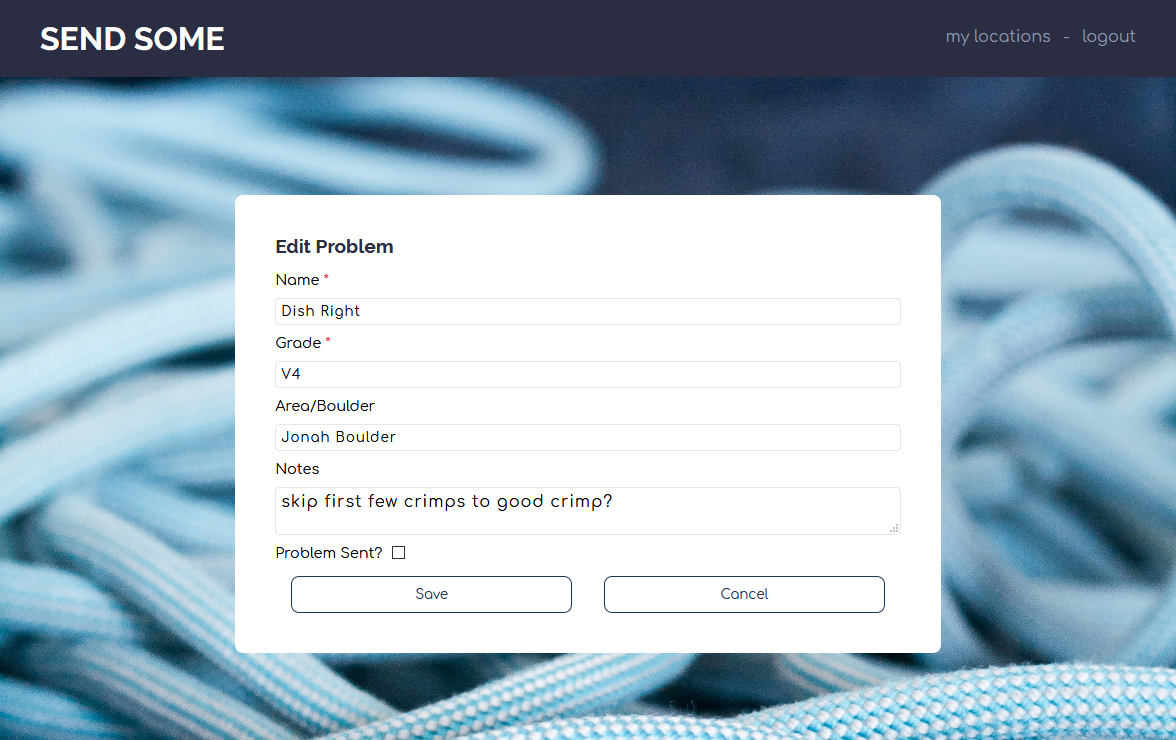 SEND SOME
my locations - logout
Edit Problem
Name *
Dish Right
Grade *
V4
Area/Boulder
Jonah Boulder
Notes
skip first few crimps to good crimp?
Problem Sent?
Save Cancel